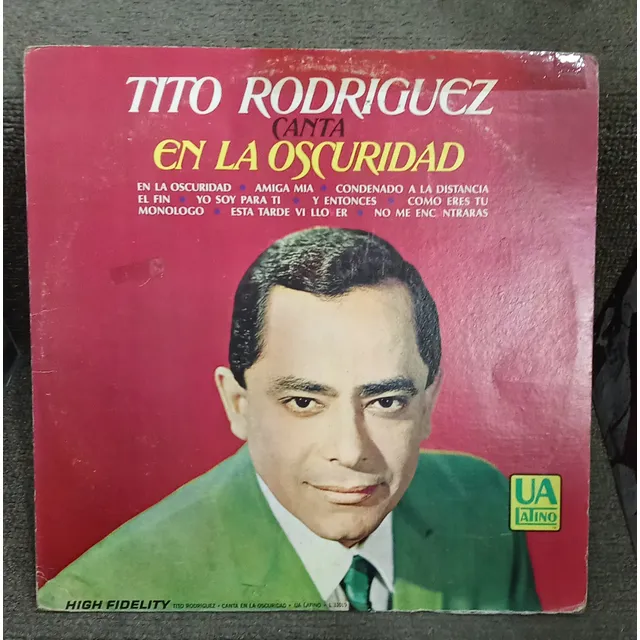 TITO RODRIGUEZ
CANTA
EN LA OSCURIDAD
EN LA OSCURIDAD • AMIGA MIA • CONDENADO A LA DISTANCIA
EL FIN • YO SOY PARA TI • Y ENTONCES • COMO ERES TU
MONOLOGO • ESTA TARDE VI LLO ER • NO ME ENC NTRARAS
UA
LATINO
HIGH FIDELITY TITO RODRIGUEZ • CANTA EN LA OSCURIDAD • UA LATINO •